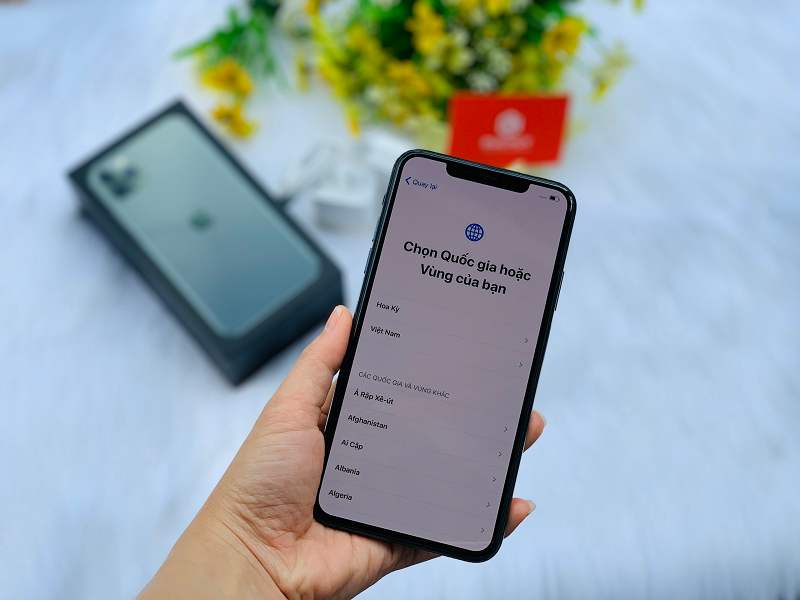 Quay lại
Chọn Quốc gia hoặc
Vùng của bạn
Hoa Kỳ
Việt Nam
CÁC QUỐC GIA VÀ VÙNG KHÁC
Ả Rập Xê-út
Afghanistan
Ai Cập
Albania
Algeria